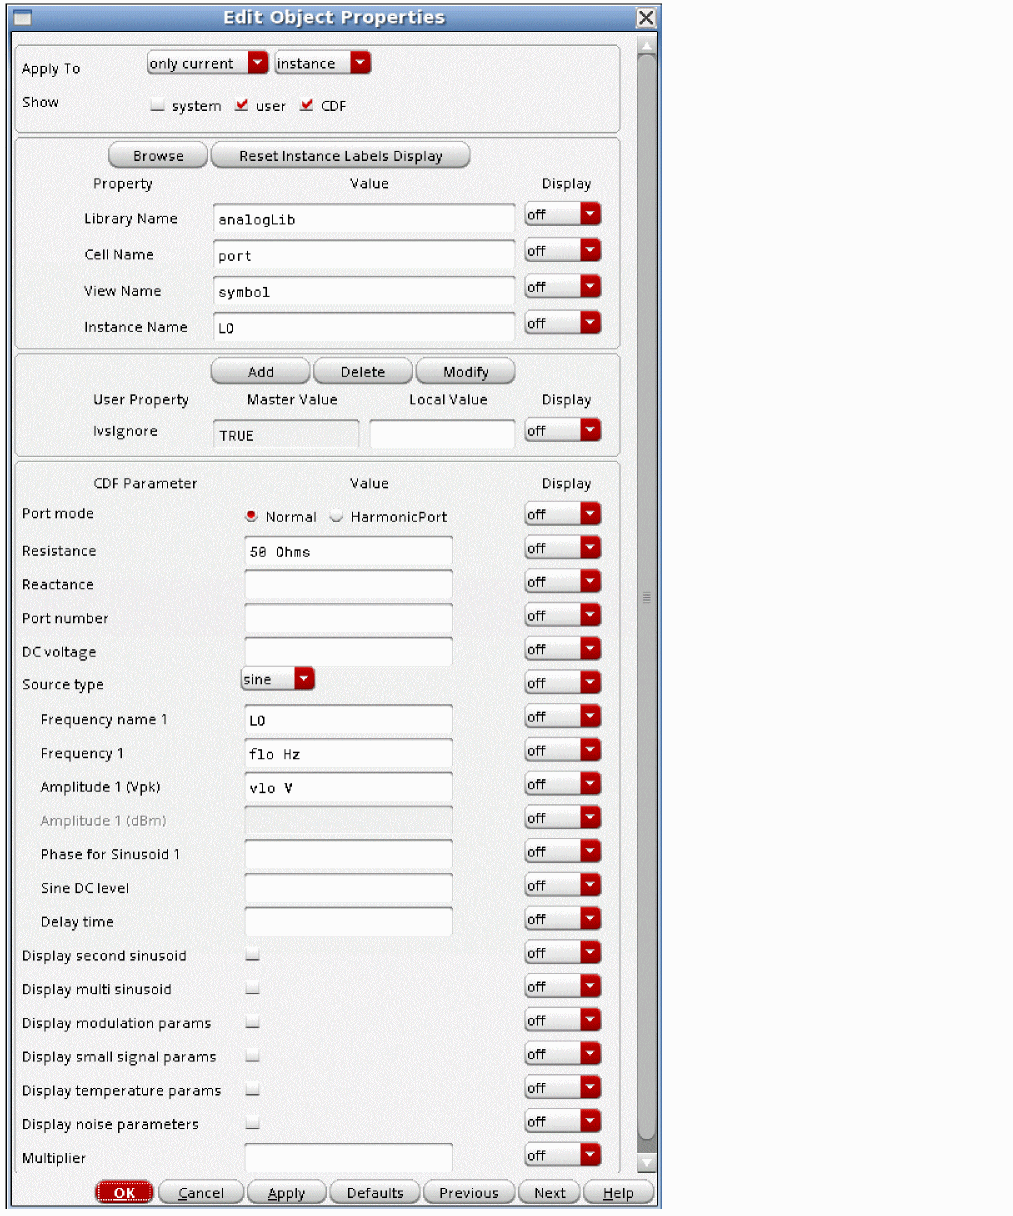 Edit Object Properties
Apply To only current instance
Show system user CDF
Browse Reset Instance Labels Display
Property Value Display
Library Name analogLib off
Cell Name port off
View Name symbol off
Instance Name LO off
Add Delete Modify
User Property Master Value Local Value Display
lvsIgnore TRUE off
CDF Parameter Value Display
Port mode Normal HarmonicPort off
Resistance 50 Ohms off
Reactance off
Port number off
DC voltage off
Source type sine off
Frequency name 1 LO off
Frequency 1 flo Hz off
Amplitude 1 (Vpk) vlo V off
Amplitude 1 (dBm) off
Phase for Sinusoid 1 off
Sine DC level off
Delay time off
Display second sinusoid off
Display multi sinusoid off
Display modulation params off
Display small signal params off
Display temperature params off
Display noise parameters off
Multiplier off
OK Cancel Apply Defaults Previous Next Help